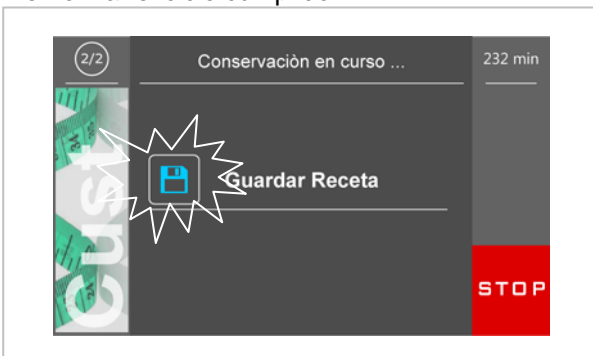 2/2
Conservaciòn en curso ...
232 min
Guardar Receta
Cust
STOP